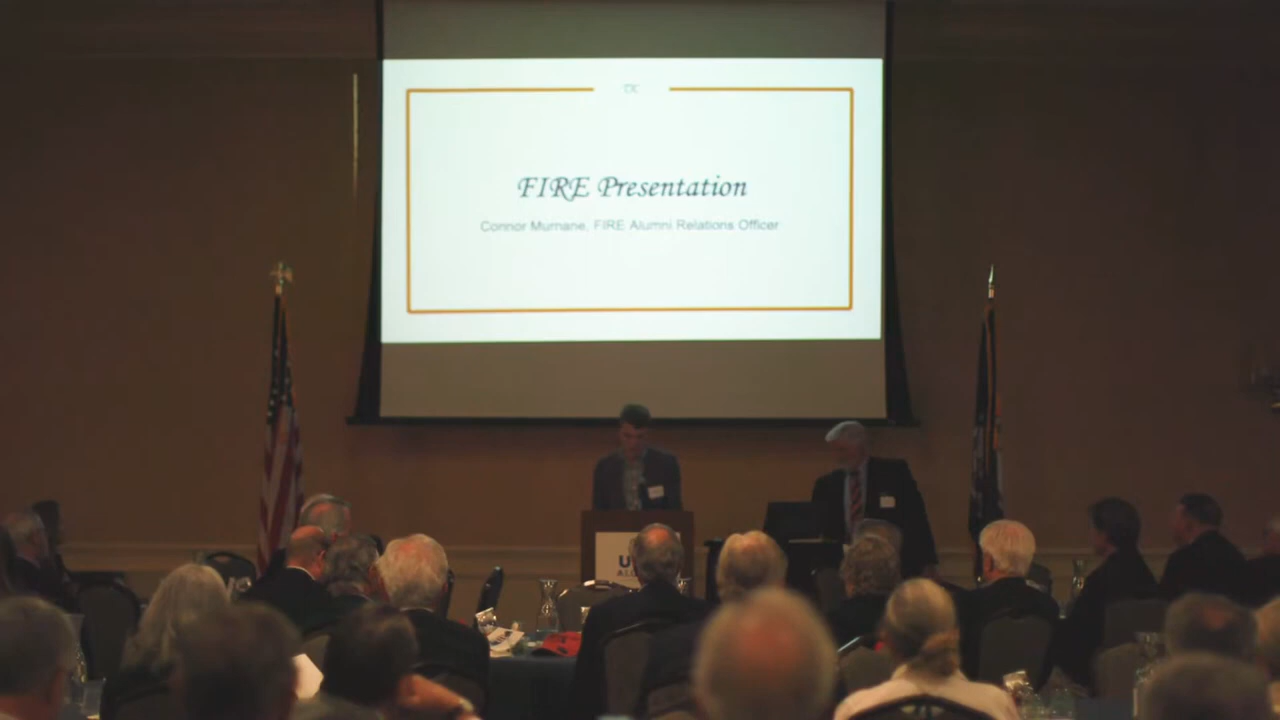 FIRE Presentation
Connor Murnane, FIRE Alumni Relations Officer